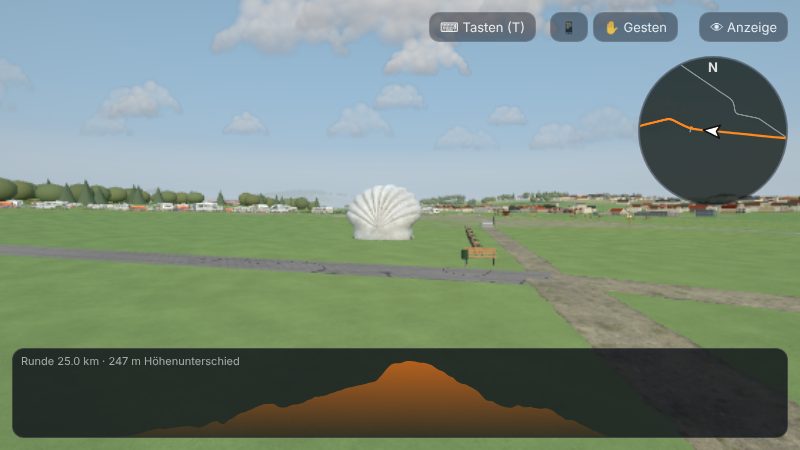 Tasten (T)
Gesten
Anzeige
N
Runde 25.0 km · 247 m Höhenunterschied